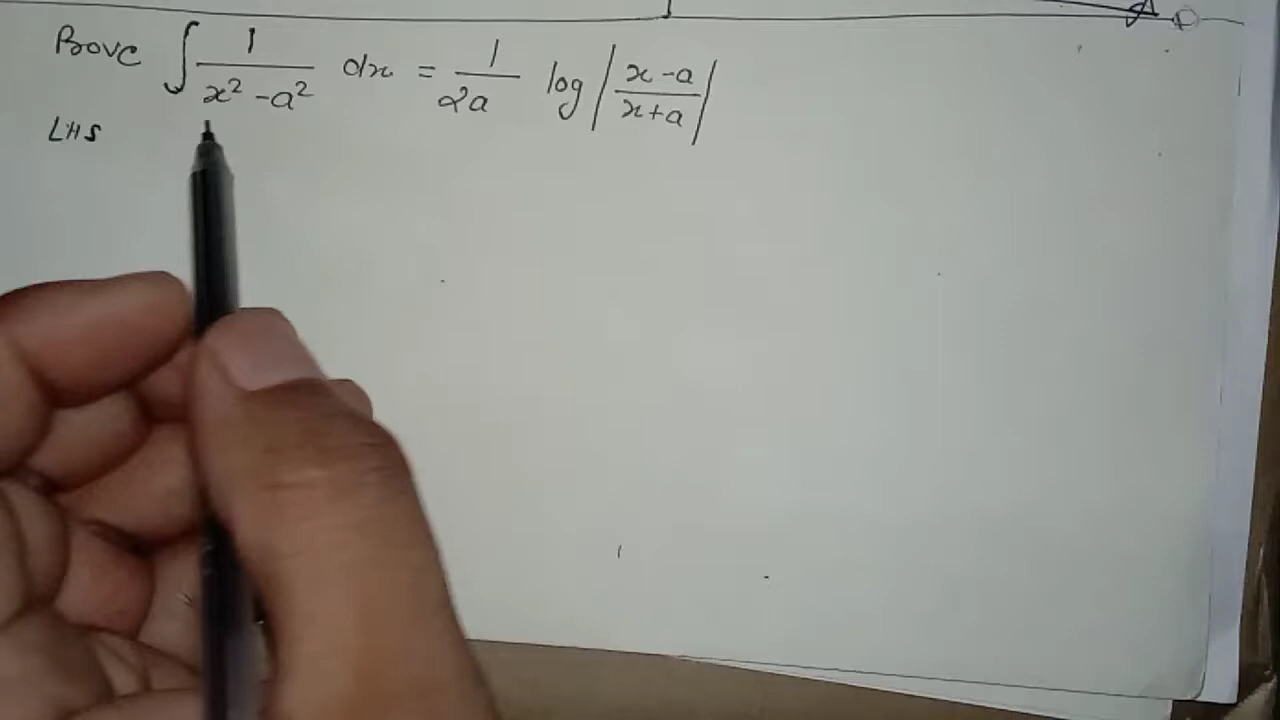 Prove ∫ 1/(x² - a²) dx = 1/2a log |(x - a)/(x + a)|
LHS